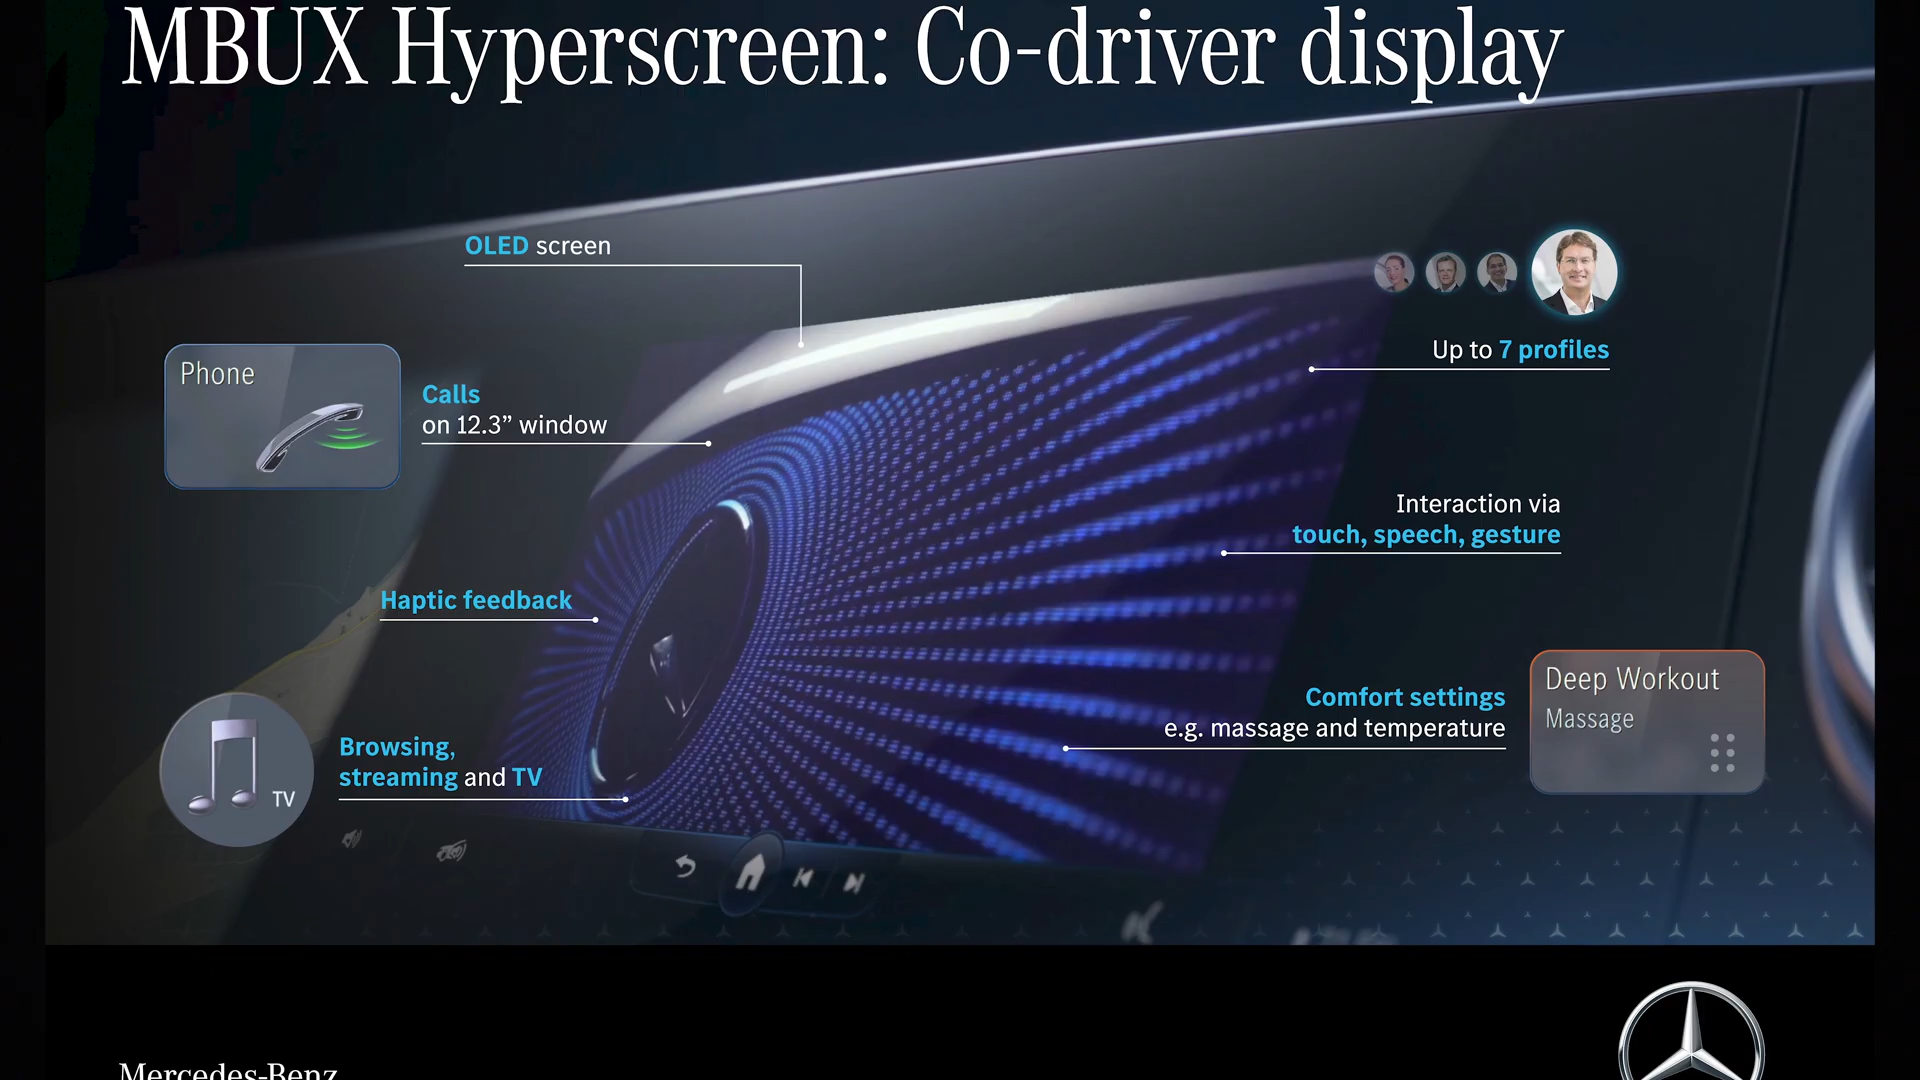 MBUX Hyperscreen: Co-driver display
OLED screen
Up to 7 profiles
Phone
Calls
on 12.3” window
Interaction via
touch, speech, gesture
Haptic feedback
Deep Workout
Massage
Comfort settings
e.g. massage and temperature
Browsing,
streaming and TV
TV
Mercedes-Benz